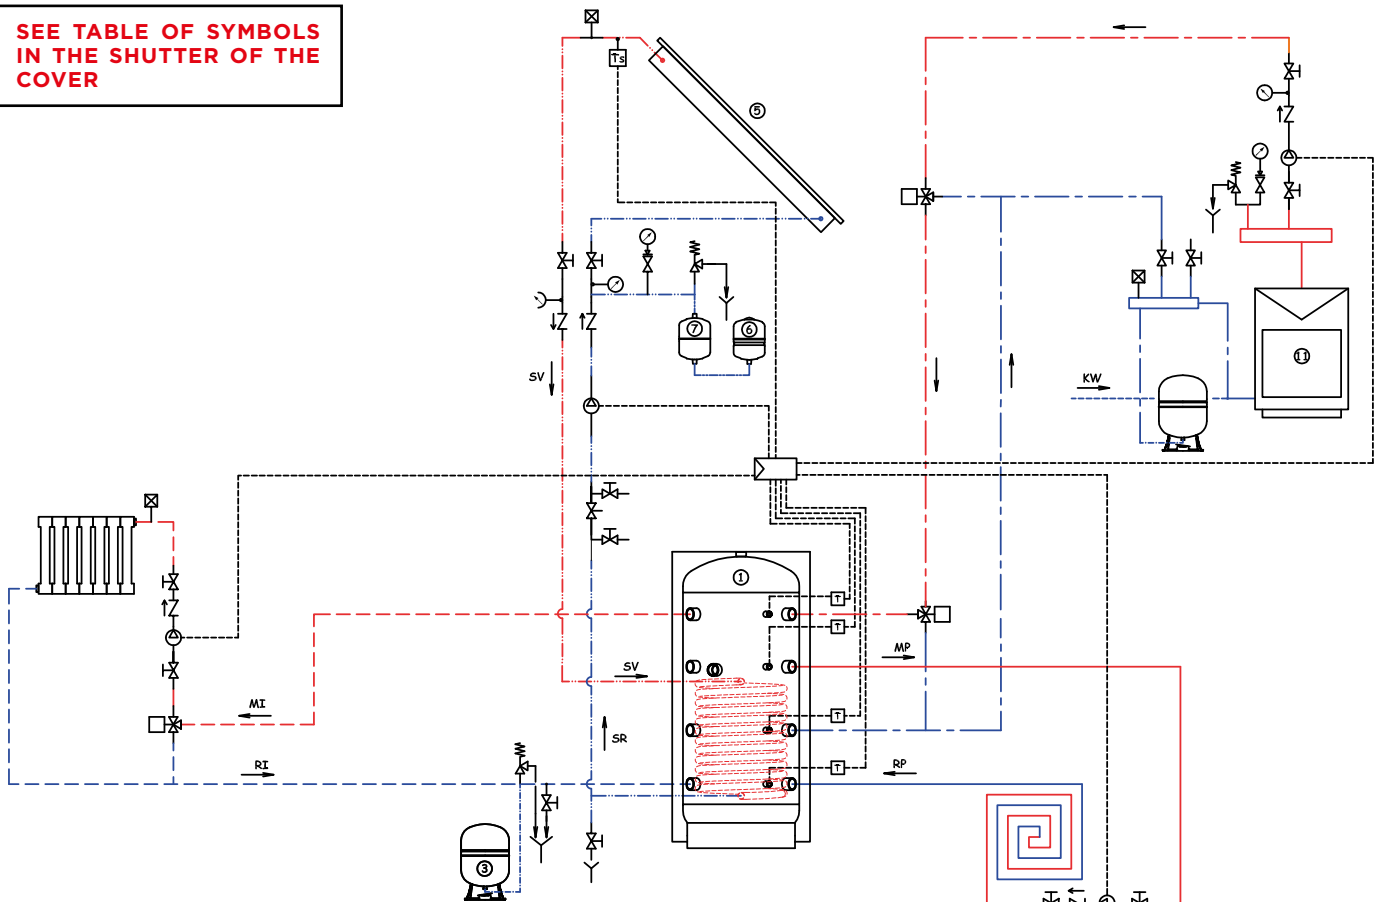 SEE TABLE OF SYMBOLS
IN THE SHUTTER OF THE
COVER
Ts
5
7
6
SV
KW
11
1
T
T
MP
SV
MI
T
SR
RI
T
RP
3